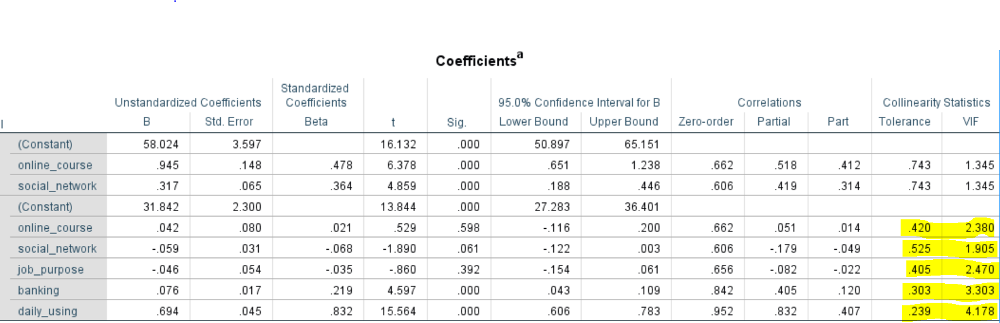 Coefficientsᵃ
Standardized
Unstandardized Coefficients Coefficients 95.0% Confidence Interval for B Correlations Collinearity Statistics
B Std. Error Beta t Sig. Lower Bound Upper Bound Zero-order Partial Part Tolerance VIF
(Constant) 58.024 3.597 16.132 .000 50.897 65.151
online_course .945 .148 .478 6.378 .000 .651 1.238 .662 .518 .412 .743 1.345
social_network .317 .065 .364 4.859 .000 .188 .446 .606 .419 .314 .743 1.345
(Constant) 31.842 2.300 13.844 .000 27.283 36.401
online_course .042 .080 .021 .529 .598 -.116 .200 .662 .051 .014 .420 2.380
social_network -.059 .031 -.068 -1.890 .061 -.122 .003 .606 -.179 -.049 .525 1.905
job_purpose -.046 .054 -.035 -.860 .392 -.154 .061 .656 -.082 -.022 .405 2.470
banking .076 .017 .219 4.597 .000 .043 .109 .842 .405 .120 .303 3.303
daily_using .694 .045 .832 15.564 .000 .606 .783 .952 .832 .407 .239 4.178